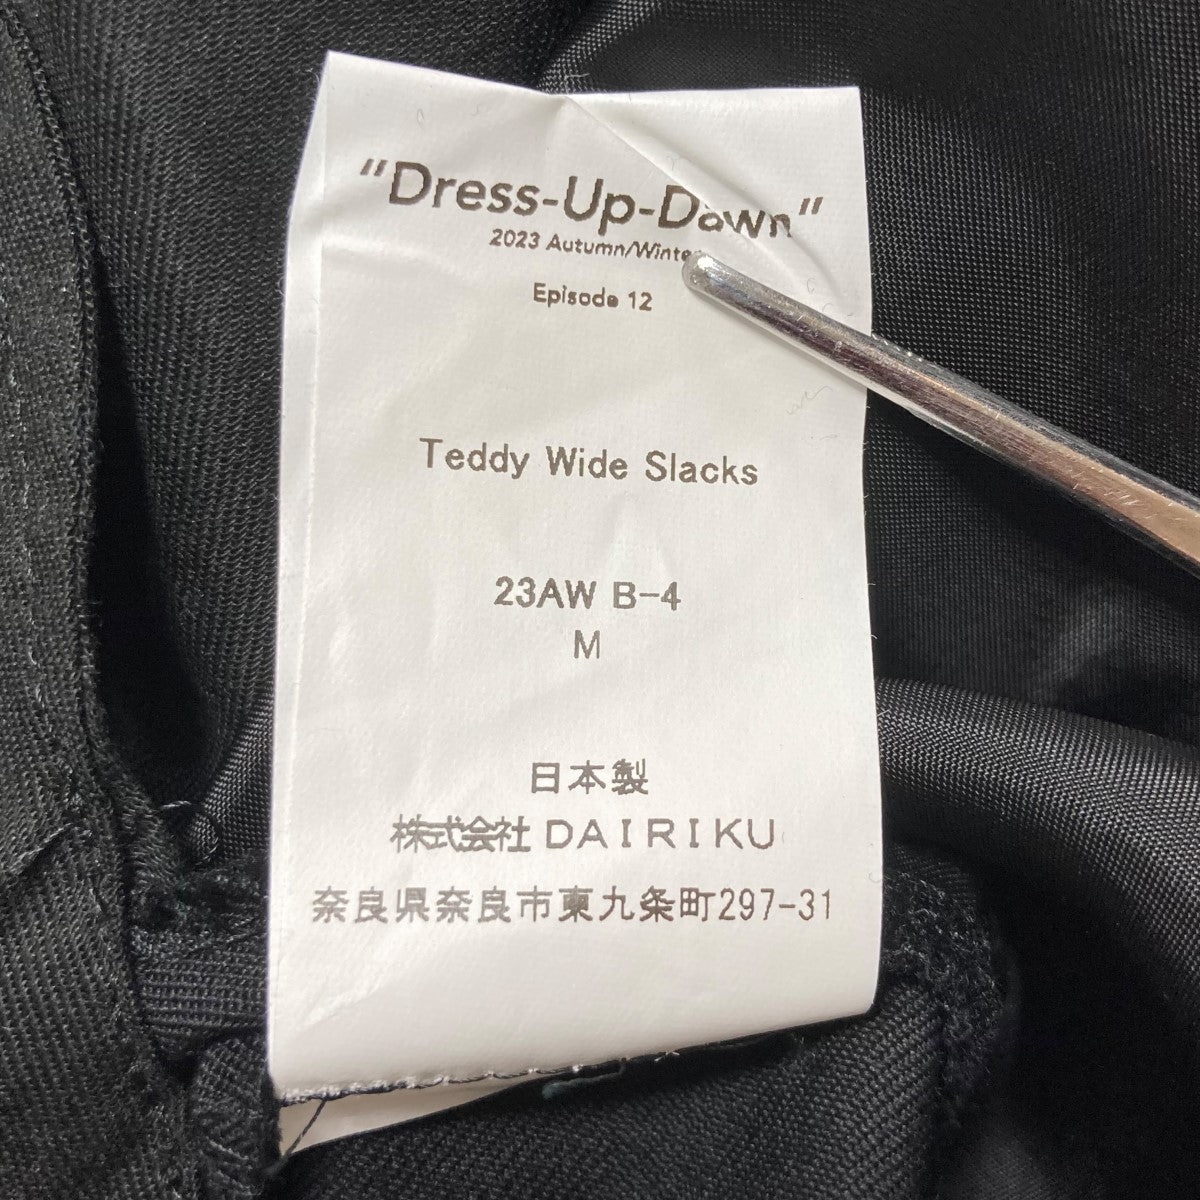 "Dress-Up-Dawn"
2023 Autumn/Winter
Episode 12
Teddy Wide Slacks
23AW B-4
M
日本製
株式会社 DAIRIKU
奈良県奈良市東九条町297-31